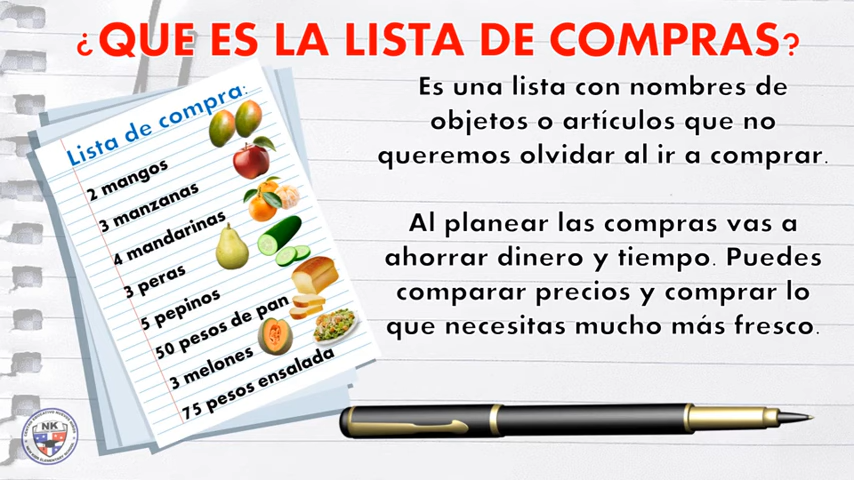 ¿QUE ES LA LISTA DE COMPRAS?
Lista de compra:
2 mangos
3 manzanas
4 mandarinas
3 peras
5 pepinos
50 pesos de pan
3 melones
75 pesos ensalada
Es una lista con nombres de
objetos o artículos que no
queremos olvidar al ir a comprar.
Al planear las compras vas a
ahorrar dinero y tiempo. Puedes
comparar precios y comprar lo
que necesitas mucho más fresco.
NK